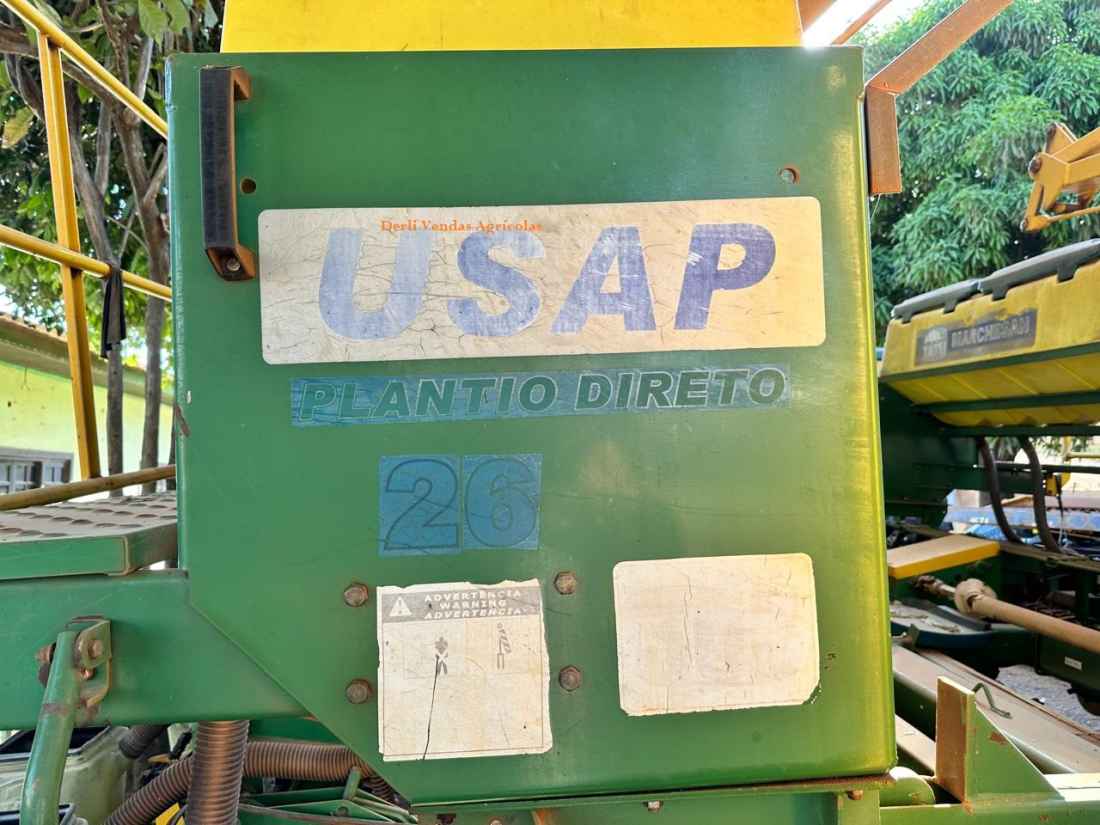 Derli Vendas Agrícolas
USAP
PLANTIO DIRETO
26
ADVERTENCIA
WARNING
ADVERTENCIA
MARCHESAN